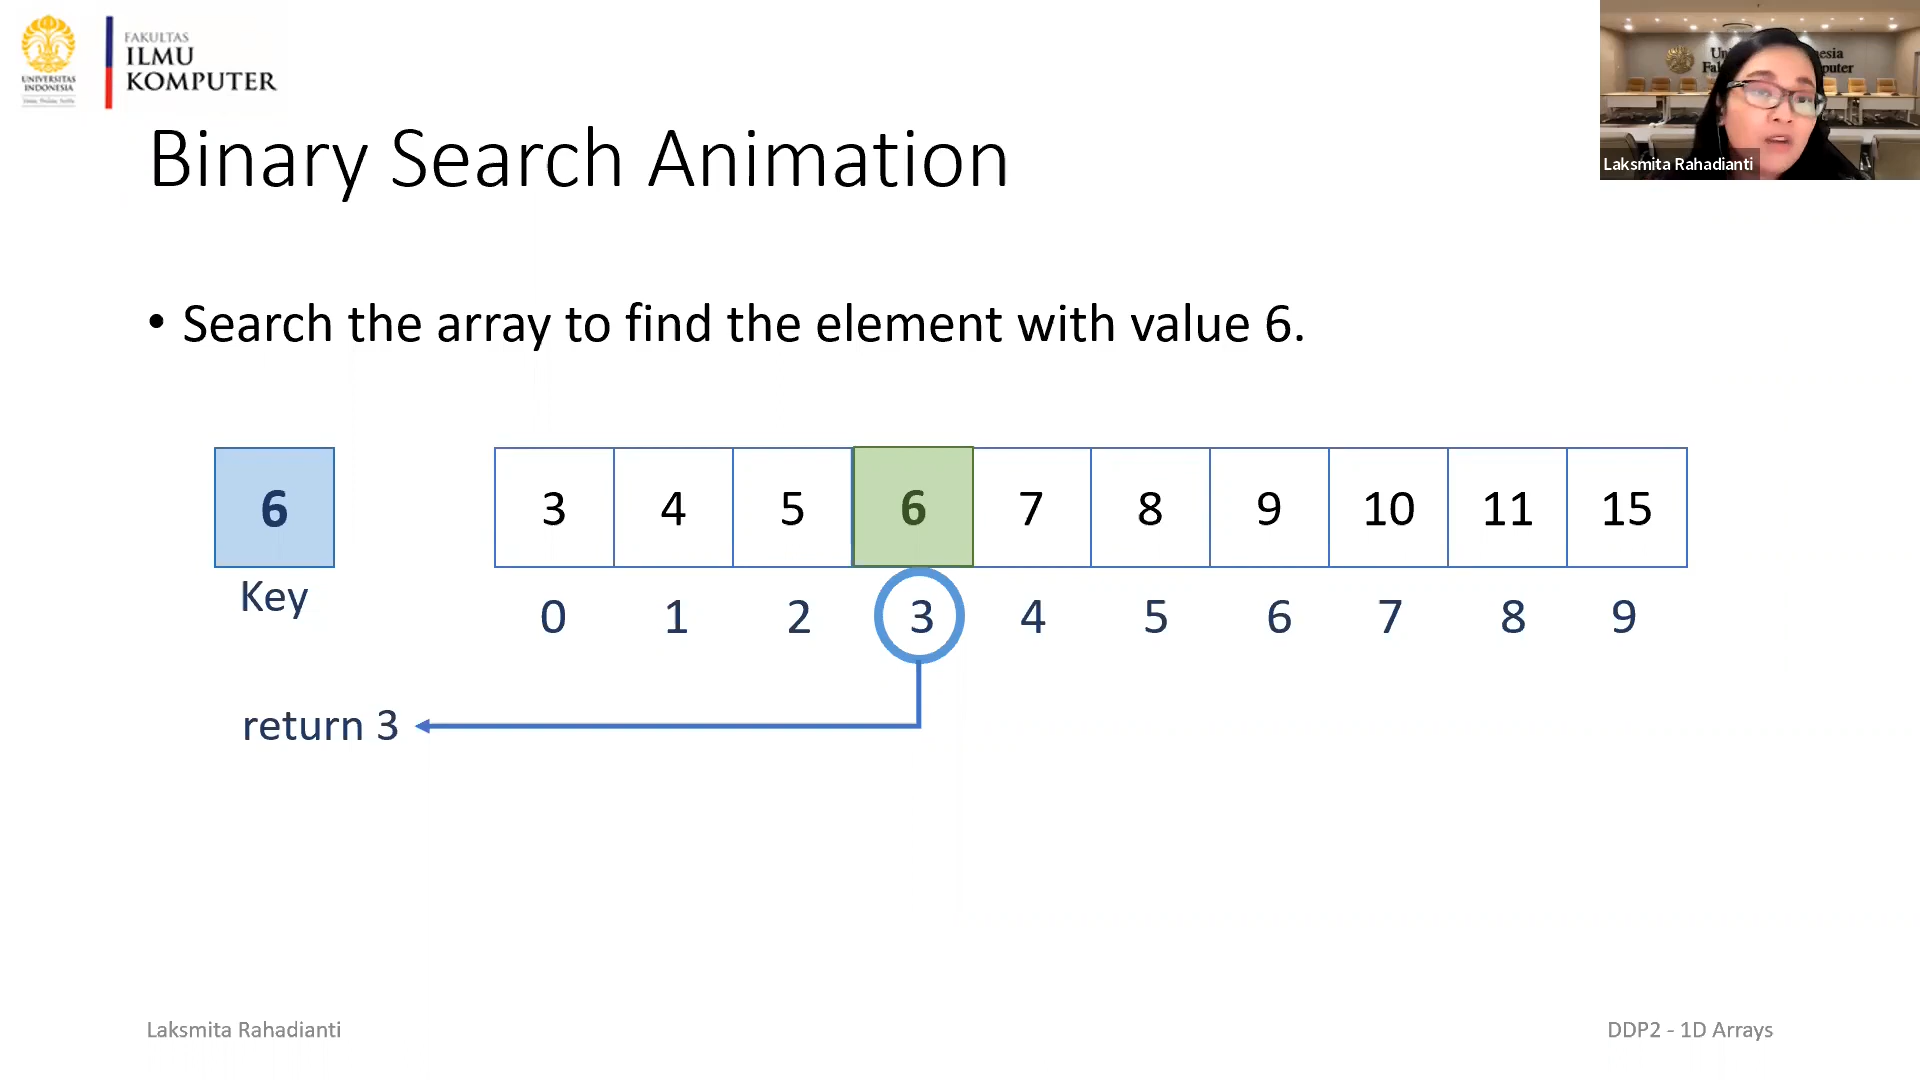 UNIVERSITAS
INDONESIA
FAKULTAS
ILMU
KOMPUTER
Laksmita Rahadianti
Binary Search Animation
• Search the array to find the element with value 6.
6
3 4 5 6 7 8 9 10 11 15
Key
0 1 2 3 4 5 6 7 8 9
return 3
Laksmita Rahadianti
DDP2 - 1D Arrays